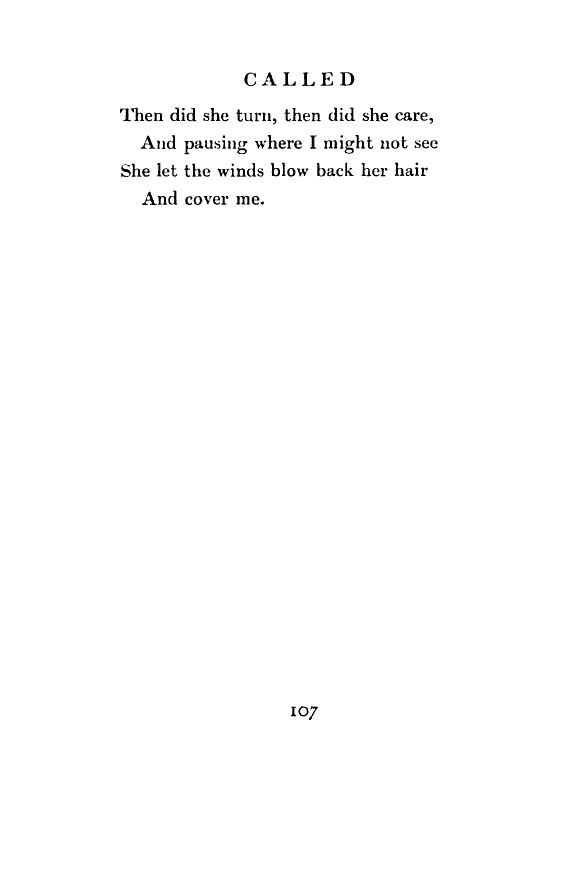 CALLED
Then did she turn, then did she care,
And pausing where I might not see
She let the winds blow back her hair
And cover me.
107